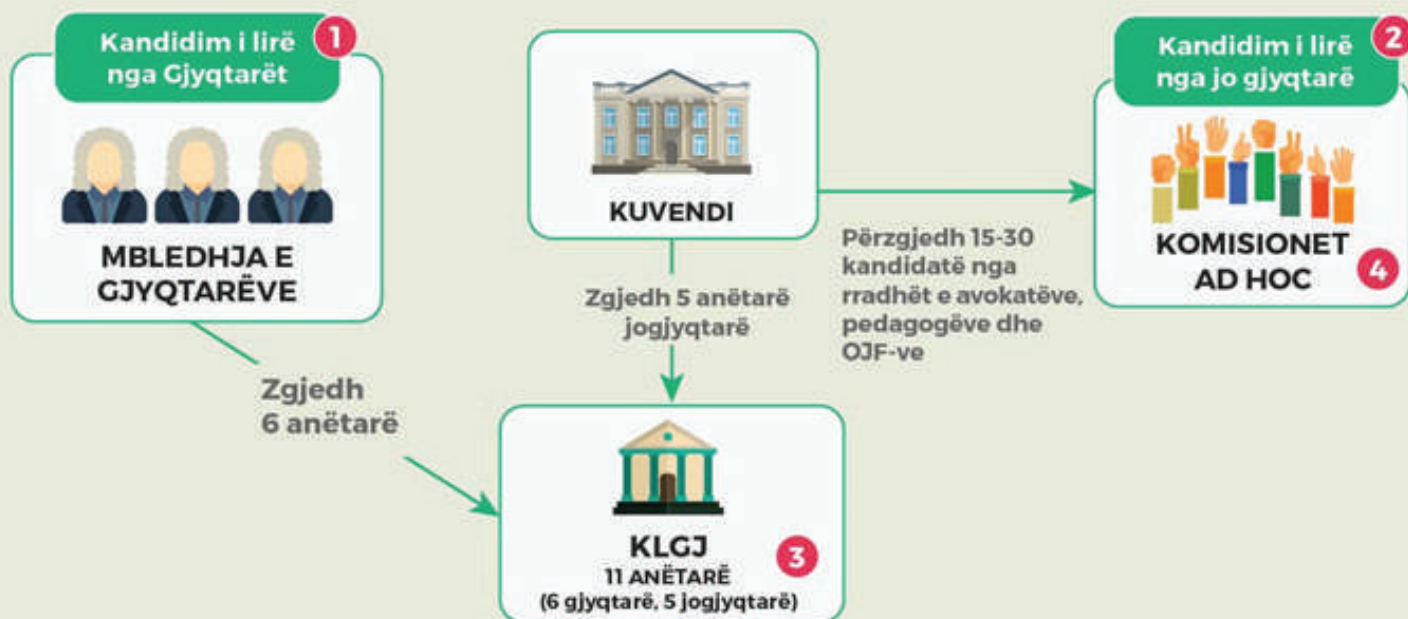 Kandidim i lirë
nga Gjyqtarët
1
MBLEDHJA E
GJYQTARËVE
Zgjedh
6 anëtarë
KUVENDI
Zgjedh 5 anëtarë
jogjyqtarë
Përzgjedh 15-30
kandidatë nga
rradhët e avokatëve,
pedagogëve dhe
OJF-ve
Kandidim i lirë
nga jo gjyqtarë
2
KOMISIONET
AD HOC
4
KLGJ
11 ANËTARË
(6 gjyqtarë, 5 jogjyqtarë)
3